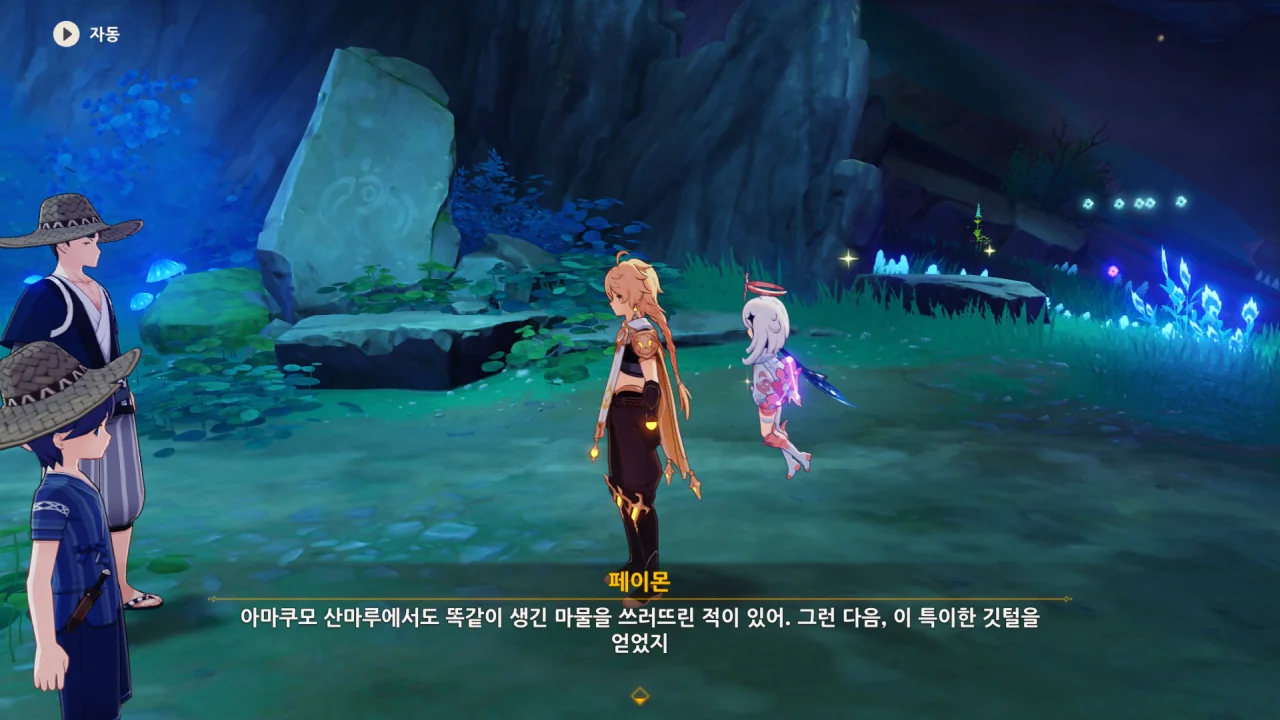 자동
페이몬
아마쿠모 산마루에서도 똑같이 생긴 마물을 쓰러뜨린 적이 있어. 그런 다음, 이 특이한 깃털을
얻었지